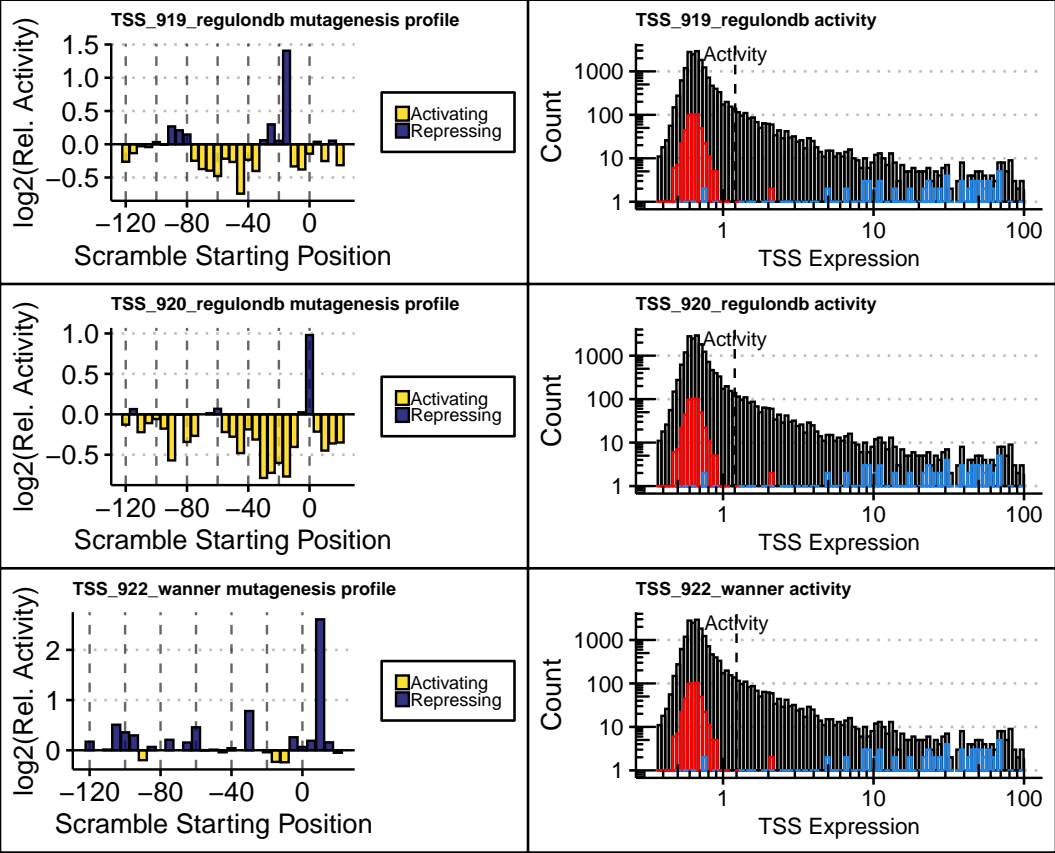 TSS_919_regulondb mutagenesis profile
log2(Rel. Activity)
1.5
1.0
0.5
0.0
−0.5
−120 −80 −40 0
Scramble Starting Position
Activating
Repressing
TSS_919_regulondb activity
Activity
Count
1000
100
10
1
1 10 100
TSS Expression
TSS_920_regulondb mutagenesis profile
log2(Rel. Activity)
1.0
0.5
0.0
−0.5
−120 −80 −40 0
Scramble Starting Position
Activating
Repressing
TSS_920_regulondb activity
Activity
Count
1000
100
10
1
1 10 100
TSS Expression
TSS_922_wanner mutagenesis profile
log2(Rel. Activity)
2
1
0
−120 −80 −40 0
Scramble Starting Position
Activating
Repressing
TSS_922_wanner activity
Activity
Count
1000
100
10
1
1 10 100
TSS Expression